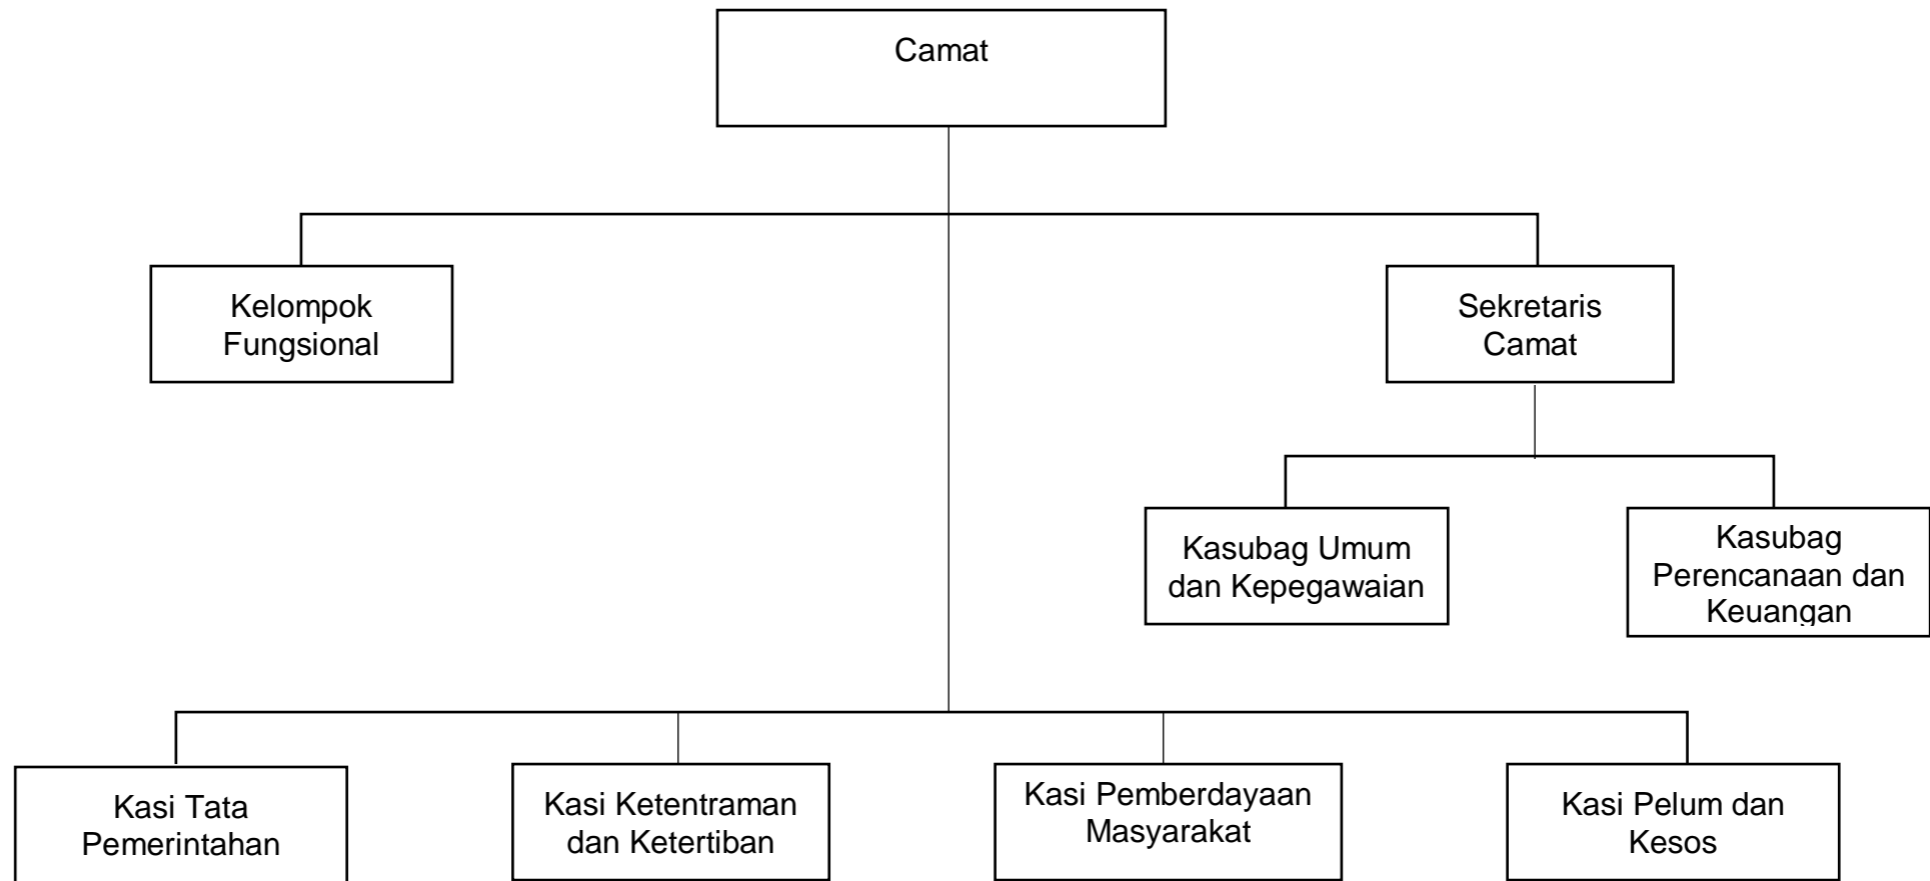 Camat
Kelompok
Fungsional
Sekretaris
Camat
Kasubag Umum
dan Kepegawaian
Kasubag
Perencanaan dan
Keuangan
Kasi Tata
Pemerintahan
Kasi Ketentraman
dan Ketertiban
Kasi Pemberdayaan
Masyarakat
Kasi Pelum dan
Kesos